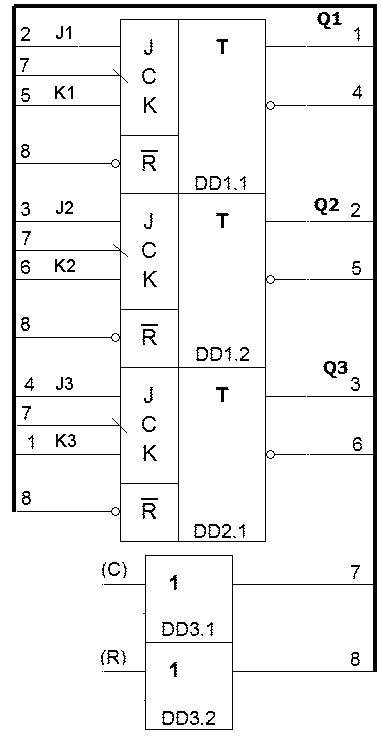 Q1
2 J1 J T 1
7 C
5 K1 K 4
8 R̅
DD1.1
3 J2 J T Q2 2
7 C
6 K2 K 5
8 R̅
DD1.2
Q3
4 J3 J T 3
7 C
1 K3 K 6
8 R̅
DD2.1
(C) 1 7
DD3.1
(R) 1 8
DD3.2